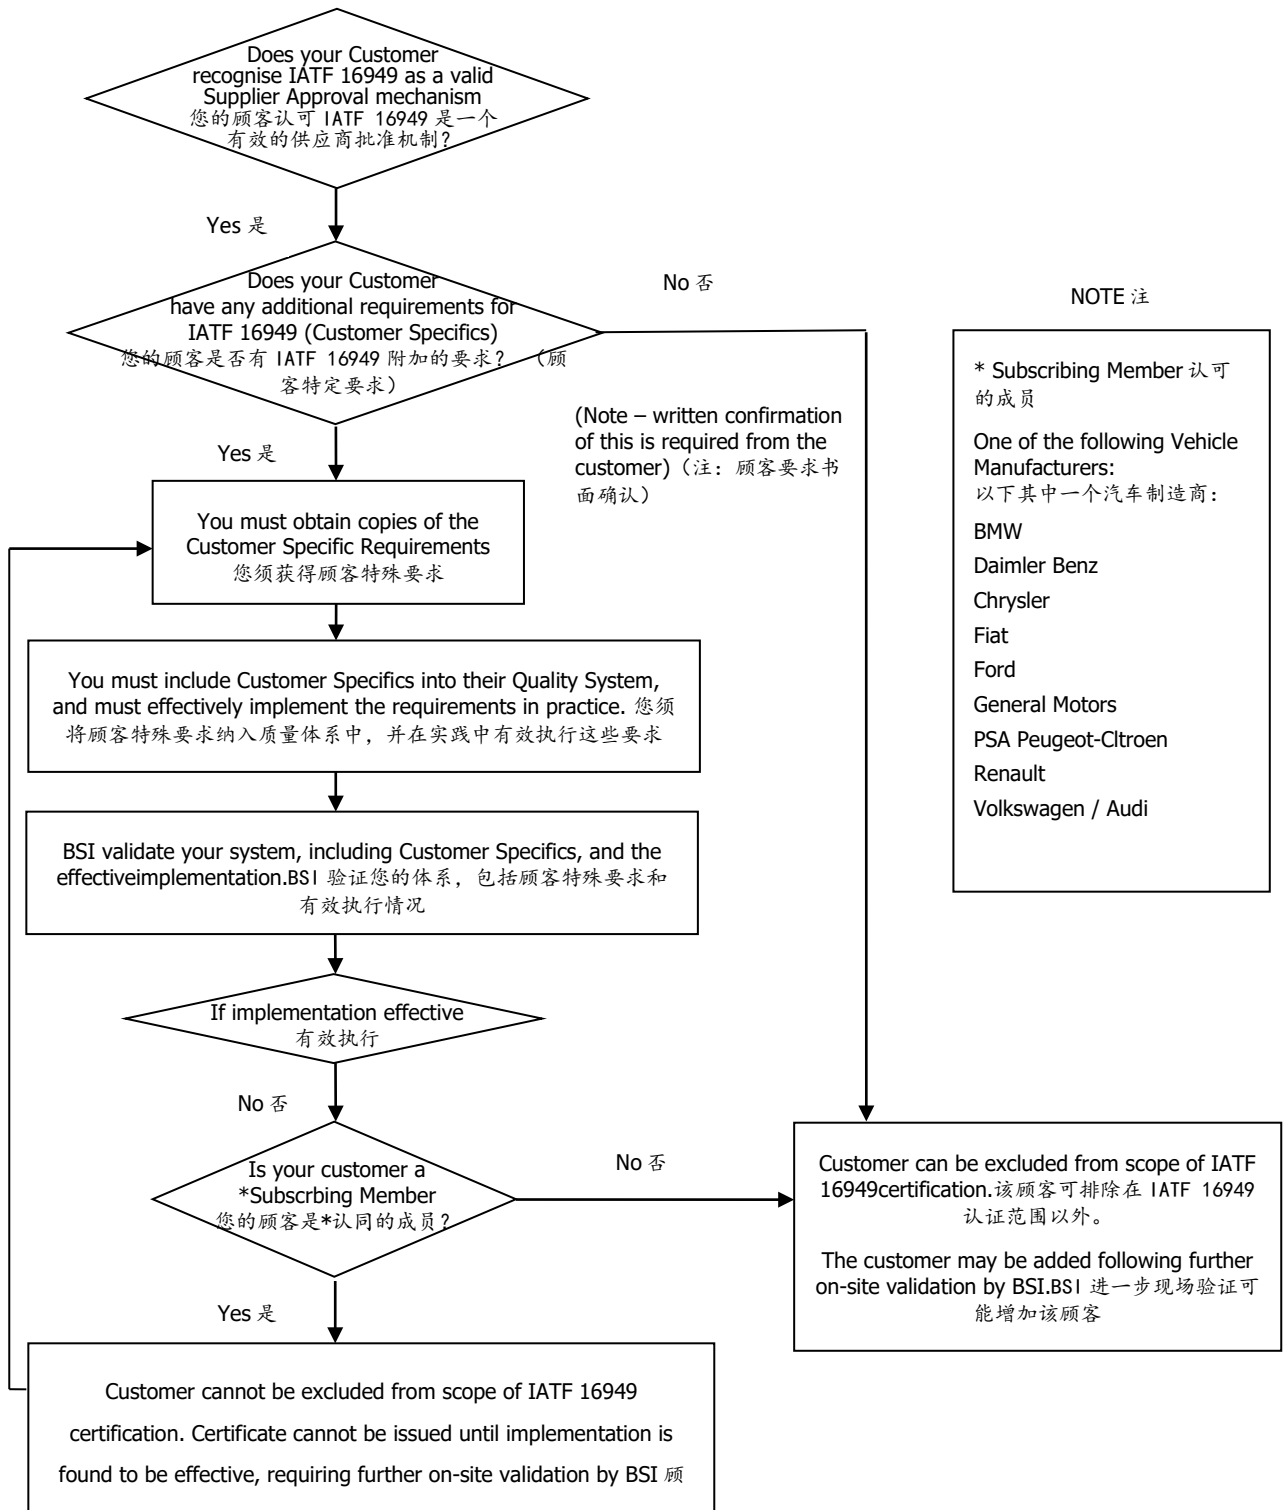 Does your Customer
recognise IATF 16949 as a valid
Supplier Approval mechanism
您的顾客认可 IATF 16949 是一个
有效的供应商批准机制？
Yes 是
Does your Customer
have any additional requirements for
IATF 16949 (Customer Specifics)
您的顾客是否有 IATF 16949 附加的要求？ （顾
客特定要求）
No 否
(Note – written confirmation
of this is required from the
customer)（注：顾客要求书
面确认）
Yes 是
You must obtain copies of the
Customer Specific Requirements
您须获得顾客特殊要求
You must include Customer Specifics into their Quality System,
and must effectively implement the requirements in practice. 您须
将顾客特殊要求纳入质量体系中，并在实践中有效执行这些要求
BSI validate your system, including Customer Specifics, and the
effectiveimplementation.BSI 验证您的体系，包括顾客特殊要求和
有效执行情况
If implementation effective
有效执行
No 否
Is your customer a
*Subscrbing Member
您的顾客是*认同的成员？
No 否
Yes 是
Customer cannot be excluded from scope of IATF 16949
certification. Certificate cannot be issued until implementation is
found to be effective, requiring further on-site validation by BSI 顾
Customer can be excluded from scope of IATF
16949certification.该顾客可排除在 IATF 16949
认证范围以外。
The customer may be added following further
on-site validation by BSI.BSI 进一步现场验证可
能增加该顾客
NOTE 注
* Subscribing Member 认可
的成员
One of the following Vehicle
Manufacturers:
以下其中一个汽车制造商：
BMW
Daimler Benz
Chrysler
Fiat
Ford
General Motors
PSA Peugeot-Cltroen
Renault
Volkswagen / Audi